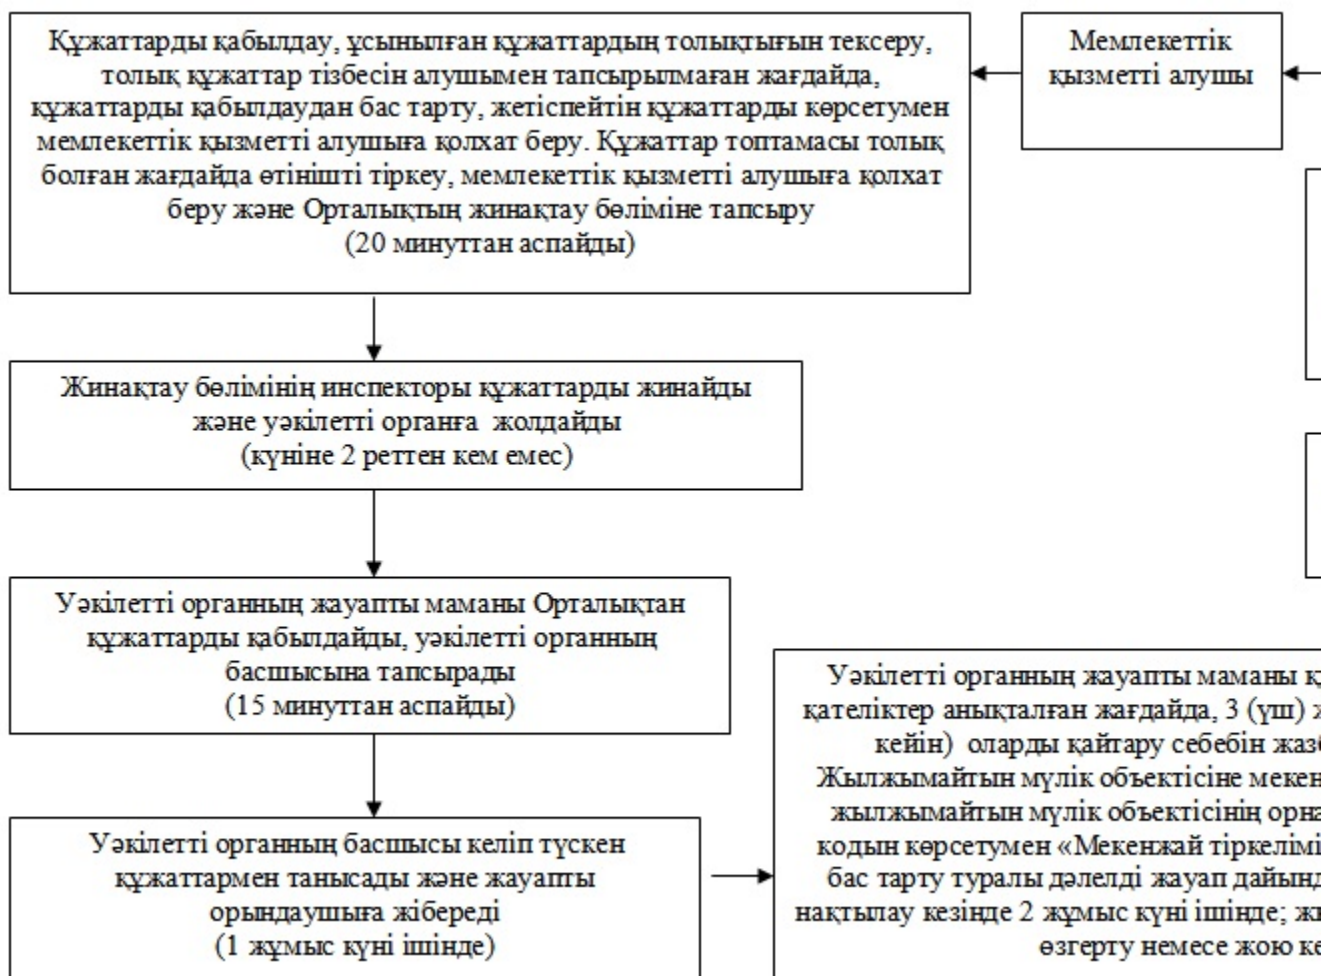 Құжаттарды қабылдау, ұсынылған құжаттардың толықтығын тексеру,
толық құжаттар тізбесін алушымен тапсырылмаған жағдайда,
құжаттарды қабылдаудан бас тарту, жетіспейтін құжаттарды көрсетумен
мемлекеттік қызметті алушыға қолхат беру. Құжаттар топтамасы толық
болған жағдайда өтінішті тіркеу, мемлекеттік қызметті алушыға қолхат
беру және Орталықтың жинақтау бөліміне тапсыру
(20 минуттан аспайды)
Мемлекеттік
қызметті алушы
Жинақтау бөлімінің инспекторы құжаттарды жинайды
және уәкілетті органға жолдайды
(күніне 2 реттен кем емес)
Уәкілетті органның жауапты маманы Орталықтан
құжаттарды қабылдайды, уәкілетті органның
басшысына тапсырады
(15 минуттан аспайды)
Уәкілетті органның басшысы келіп түскен
құжаттармен танысады және жауапты
орындаушыға жібереді
(1 жұмыс күні ішінде)
Уәкілетті органның жауапты маманы
қателіктер анықталған жағдайда, 3 (үш)
кейін) оларды қайтару себебін
Жылжымайтын мүлік объектісіне
жылжымайтын мүлік объектісінің
кодын көрсетумен «Мекенжай
бас тарту туралы дәлелді жауап
нақтылау кезінде 2 жұмыс күні ішінде;
өзгерту немесе жою